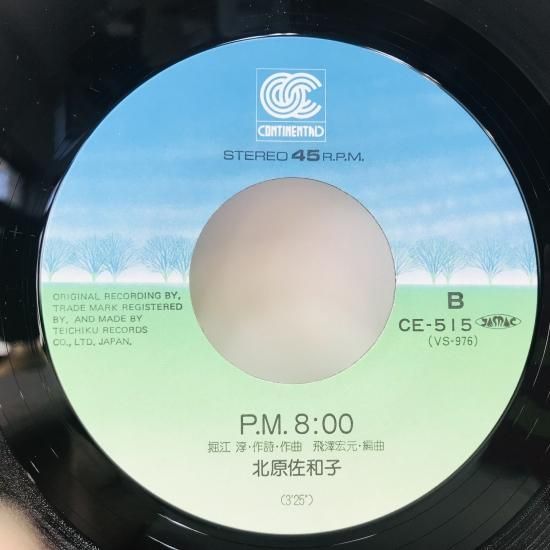 CONTINENTAL
STEREO 45 R.P.M.
ORIGINAL RECORDING BY,
TRADE MARK REGISTERED
BY, AND MADE BY
TEICHIKU RECORDS
CO., LTD. JAPAN.
B
CE-515 JASRAC
(VS-976)
P.M. 8:00
堀江 淳・作詩・作曲 飛澤宏元・編曲
北原佐和子
(3'25")